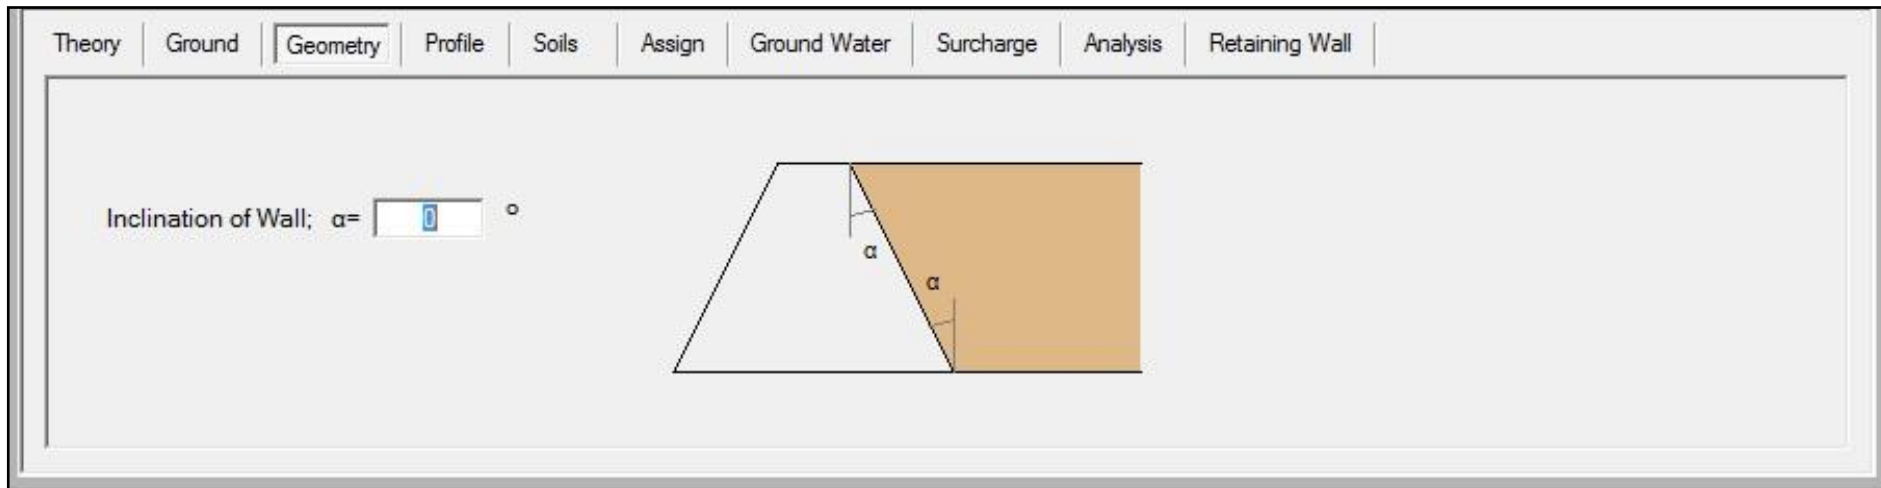 Theory Ground Geometry Profile Soils Assign Ground Water Surcharge Analysis Retaining Wall
Inclination of Wall; α= 0 °
α
α